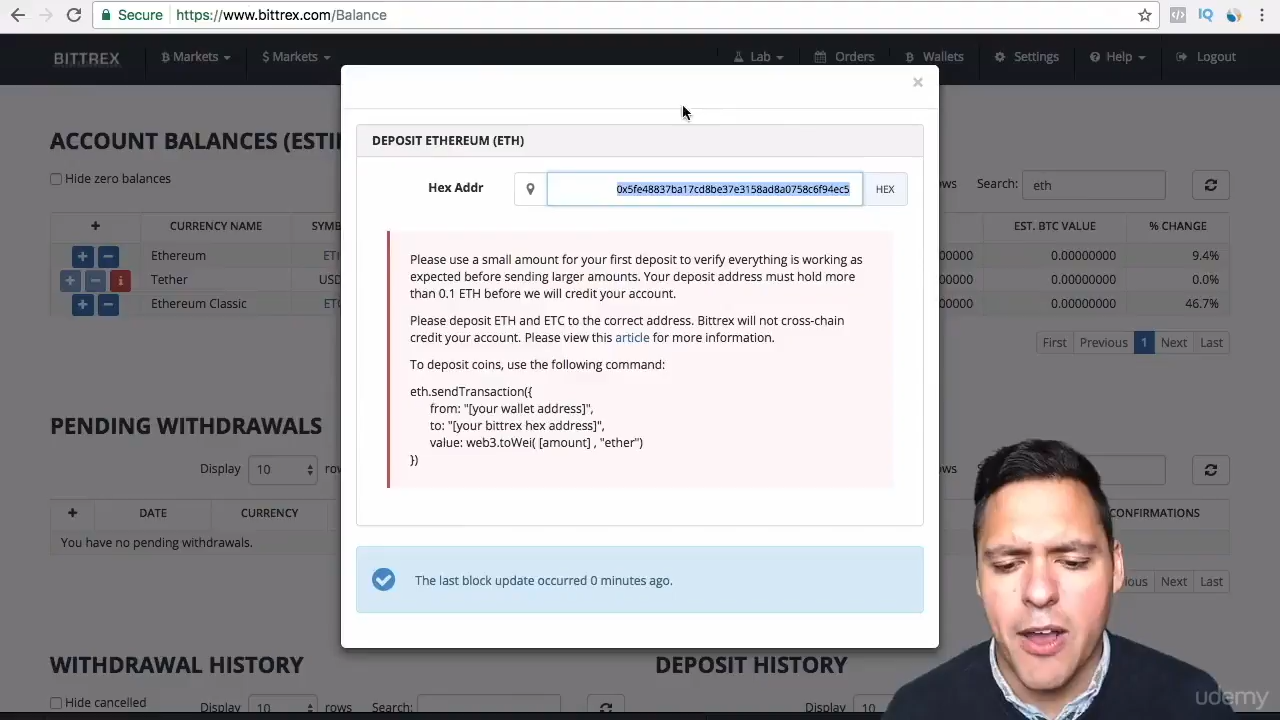 Secure https://www.bittrex.com/Balance
BITTREX
Markets
$ Markets
Lab
Orders
Wallets
Settings
Help
Logout
×
ACCOUNT BALANCES
DEPOSIT ETHEREUM (ETH)
Hide zero balances
Hex Addr
0x5fe48837ba17cd8be37e3158ad8a0758c6f94ec5
HEX
Search: eth
+ CURRENCY NAME
EST. BTC VALUE % CHANGE
Ethereum 0.00000000 9.4%
Tether 0.00000000 0.0%
Ethereum Classic 0.00000000 46.7%
First Previous 1 Next Last
Please use a small amount for your first deposit to verify everything is working as
expected before sending larger amounts. Your deposit address must hold more
than 0.1 ETH before we will credit your account.
Please deposit ETH and ETC to the correct address. Bittrex will not cross-chain
credit your account. Please view this article for more information.
To deposit coins, use the following command:
eth.sendTransaction({
from: "[your wallet address]",
to: "[your bittrex hex address]",
value: web3.toWei( [amount] , "ether")
})
PENDING WITHDRAWALS
Display 10
+ DATE CURRENCY
CONFIRMATIONS
You have no pending withdrawals.
Next Last
The last block update occurred 0 minutes ago.
WITHDRAWAL HISTORY
DEPOSIT HISTORY
Hide cancelled
Display 10 rows Search:
Display 10
udemy